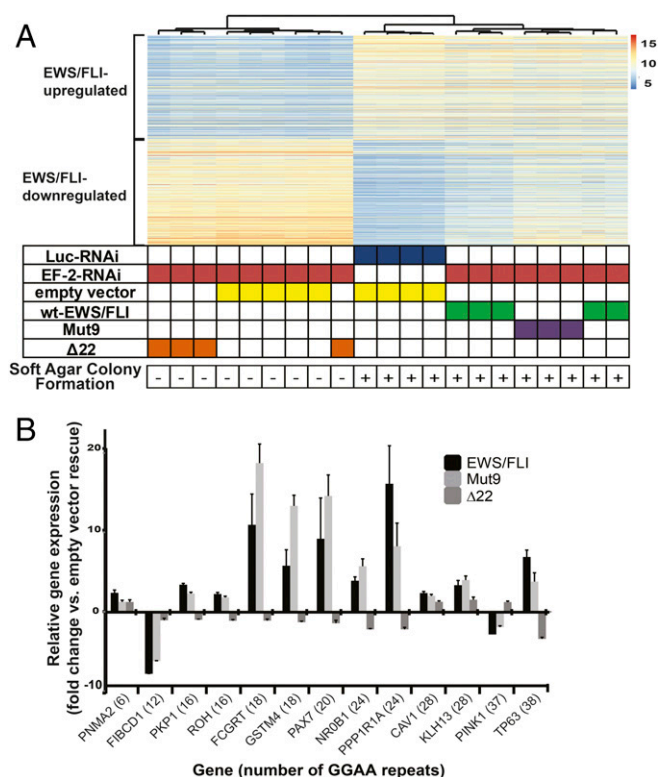 A
EWS/FLI-
upregulated
EWS/FLI-
downregulated
15
10
5
Luc-RNAi
EF-2-RNAi
empty vector
wt-EWS/FLI
Mut9
Δ22
Soft Agar Colony
Formation
- - - - - - - - - + + + + + + + + + + + +
B
Relative gene expression
(fold change vs. empty vector rescue)
20
10
0
-10
EWS/FLI
Mut9
Δ22
PNMA2 (6)
FIBCD1 (12)
PKP1 (16)
ROH (16)
FCGRT (18)
GSTM4 (18)
PAX7 (20)
NR0B1 (24)
PPP1R1A (24)
CAV1 (28)
KLH13 (28)
PINK1 (37)
TP63 (38)
Gene (number of GGAA repeats)